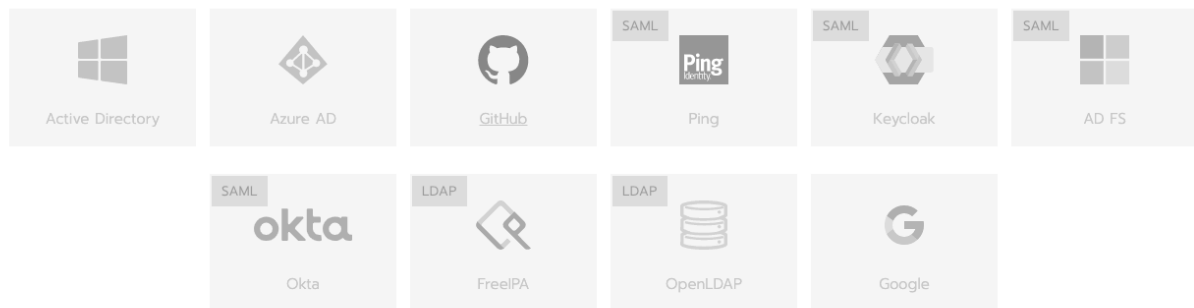 SAML
SAML
SAML
Ping
Identity.
Active Directory
Azure AD
GitHub
Ping
Keycloak
AD FS
SAML
LDAP
LDAP
okta
Okta
FreeIPA
OpenLDAP
Google